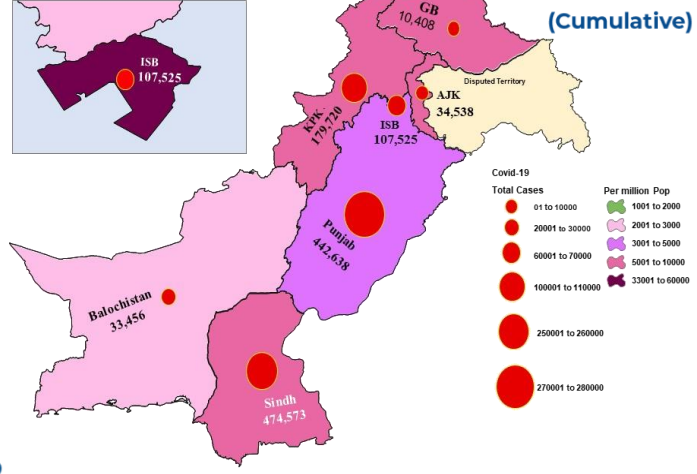 (Cumulative)
GB
10,408
ISB
107,525
Disputed Territory
AJK
34,538
KPK
179,720
ISB
107,525
Punjab
442,638
Balochistan
33,456
Sindh
474,573
Covid-19
Total Cases
01 to 10000
20001 to 30000
60001 to 70000
100001 to 110000
250001 to 260000
270001 to 280000
Per million Pop
1001 to 2000
2001 to 3000
3001 to 5000
5001 to 10000
33001 to 60000